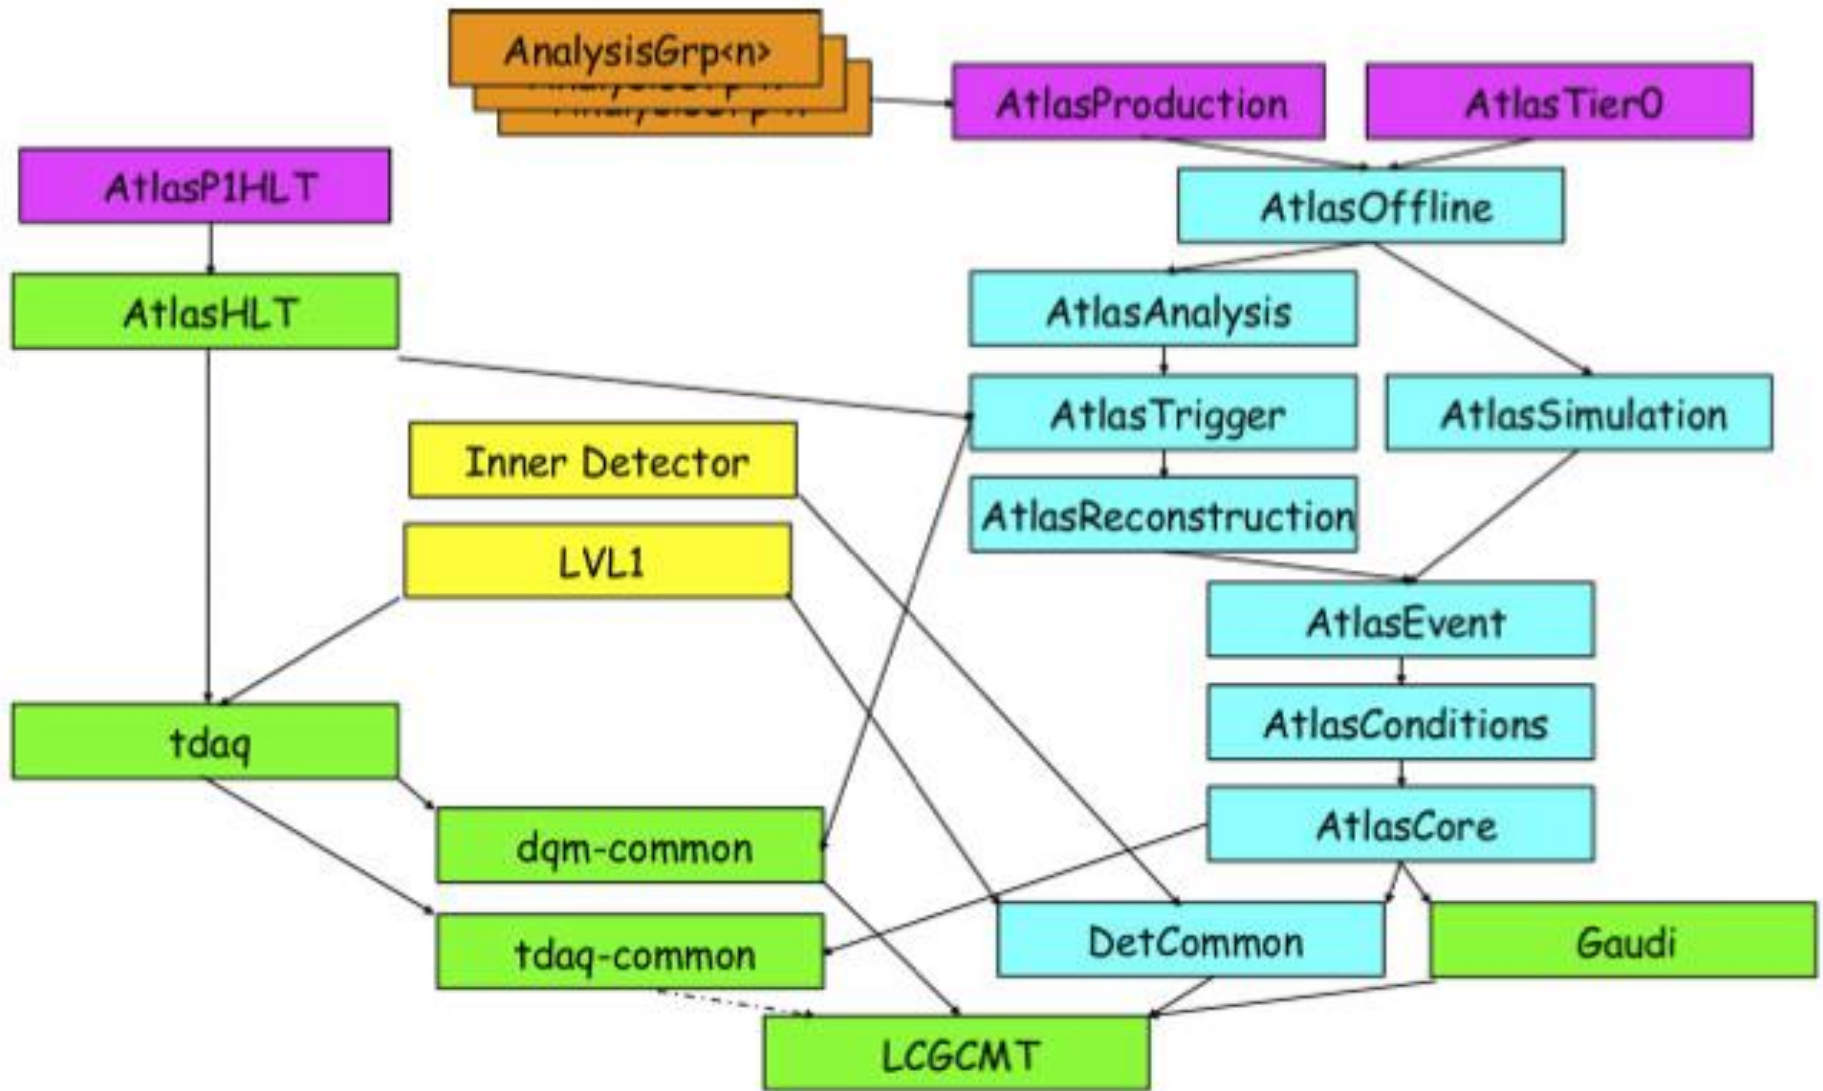 AnalysisGrp<n>
AtlasProduction
AtlasTier0
AtlasP1HLT
AtlasOffline
AtlasHLT
AtlasAnalysis
AtlasTrigger
AtlasSimulation
Inner Detector
AtlasReconstruction
LVL1
AtlasEvent
tdaq
AtlasConditions
dqm-common
AtlasCore
tdaq-common
DetCommon
Gaudi
LCGCMT